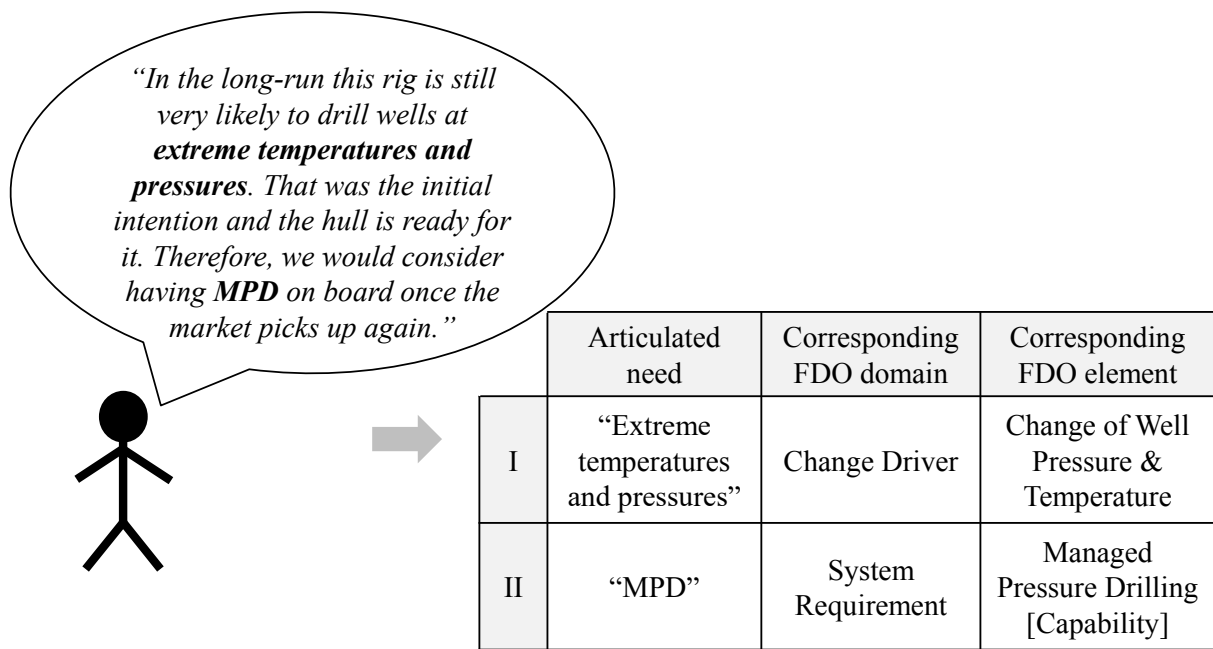 “In the long-run this rig is still
very likely to drill wells at
extreme temperatures and
pressures. That was the initial
intention and the hull is ready for
it. Therefore, we would consider
having MPD on board once the
market picks up again.”
Articulated
need
Corresponding
FDO domain
Corresponding
FDO element
I
“Extreme
temperatures
and pressures”
Change Driver
Change of Well
Pressure &
Temperature
II
“MPD”
System
Requirement
Managed
Pressure Drilling
[Capability]